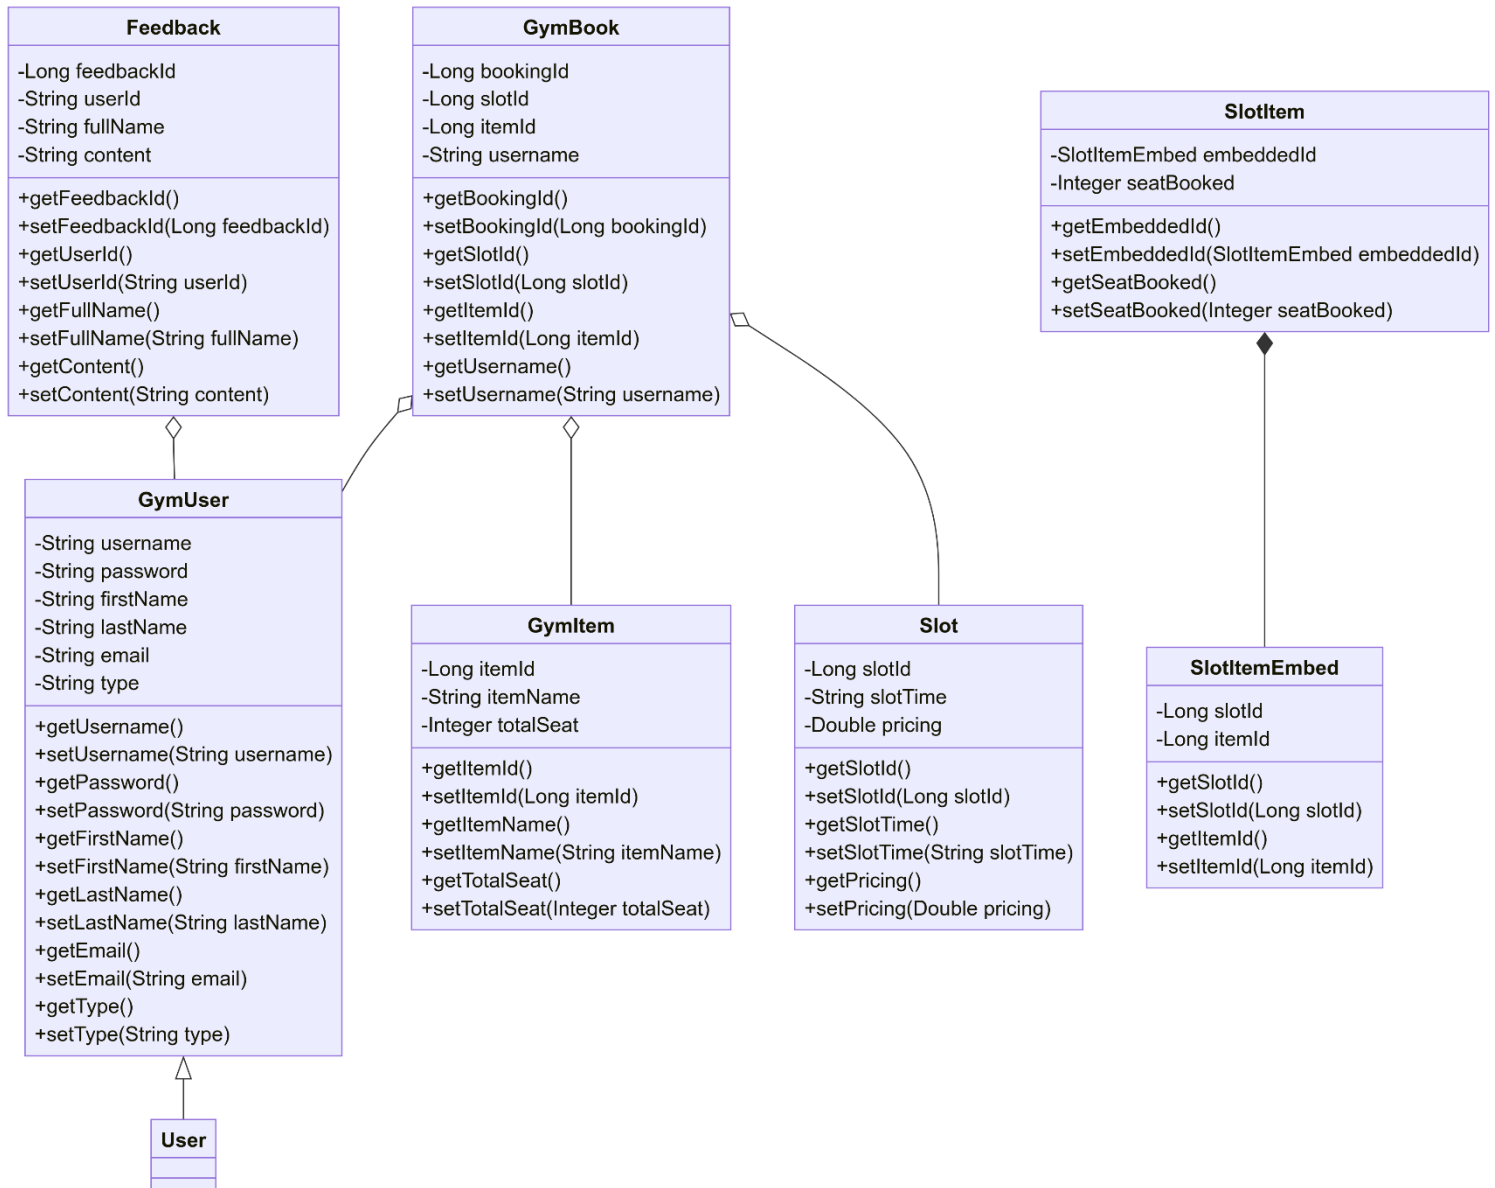 Feedback
-Long feedbackId
-String userId
-String fullName
-String content
+getFeedbackId()
+setFeedbackId(Long feedbackId)
+getUserId()
+setUserId(String userId)
+getFullName()
+setFullName(String fullName)
+getContent()
+setContent(String content)
GymBook
-Long bookingId
-Long slotId
-Long itemId
-String username
+getBookingId()
+setBookingId(Long bookingId)
+getSlotId()
+setSlotId(Long slotId)
+getItemId()
+setItemId(Long itemId)
+getUsername()
+setUsername(String username)
SlotItem
-SlotItemEmbed embeddedId
-Integer seatBooked
+getEmbeddedId()
+setEmbeddedId(SlotItemEmbed embeddedId)
+getSeatBooked()
+setSeatBooked(Integer seatBooked)
GymUser
-String username
-String password
-String firstName
-String lastName
-String email
-String type
+getUsername()
+setUsername(String username)
+getPassword()
+setPassword(String password)
+getFirstName()
+setFirstName(String firstName)
+getLastName()
+setLastName(String lastName)
+getEmail()
+setEmail(String email)
+getType()
+setType(String type)
GymItem
-Long itemId
-String itemName
-Integer totalSeat
+getItemId()
+setItemId(Long itemId)
+getItemName()
+setItemName(String itemName)
+getTotalSeat()
+setTotalSeat(Integer totalSeat)
Slot
-Long slotId
-String slotTime
-Double pricing
+getSlotId()
+setSlotId(Long slotId)
+getSlotTime()
+setSlotTime(String slotTime)
+getPricing()
+setPricing(Double pricing)
SlotItemEmbed
-Long slotId
-Long itemId
+getSlotId()
+setSlotId(Long slotId)
+getItemId()
+setItemId(Long itemId)
User